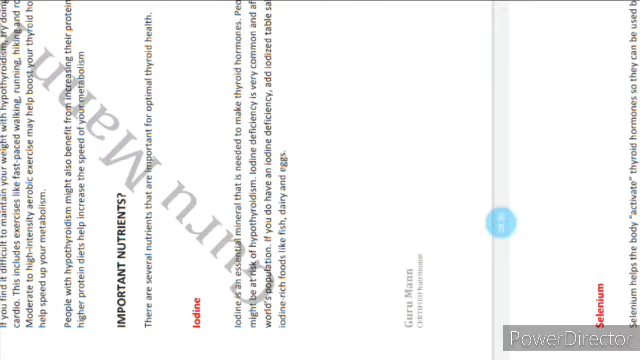 If you find it difficult to maintain your weight with hypothyroidism, try doing
cardio. This includes exercises like fast-paced walking, running, hiking and
Moderate to high-intensity aerobic exercise may help boost your thyroid
help speed up your metabolism.
People with hypothyroidism might also benefit from increasing their
higher protein diets help increase the speed of your metabolism
IMPORTANT NUTRIENTS?
There are several nutrients that are important for optimal thyroid health.
Iodine
Iodine is an essential mineral that is needed to make thyroid hormones.
might be at risk of hypothyroidism. Iodine deficiency is very common and
world's population. If you do have an iodine deficiency, add iodized table
iodine-rich foods like fish, dairy and eggs.
Guru Mann
Guru Mann
CERTIFIED Nutritionist
Selenium
Selenium helps the body "activate" thyroid hormones so they can be used
PowerDirector